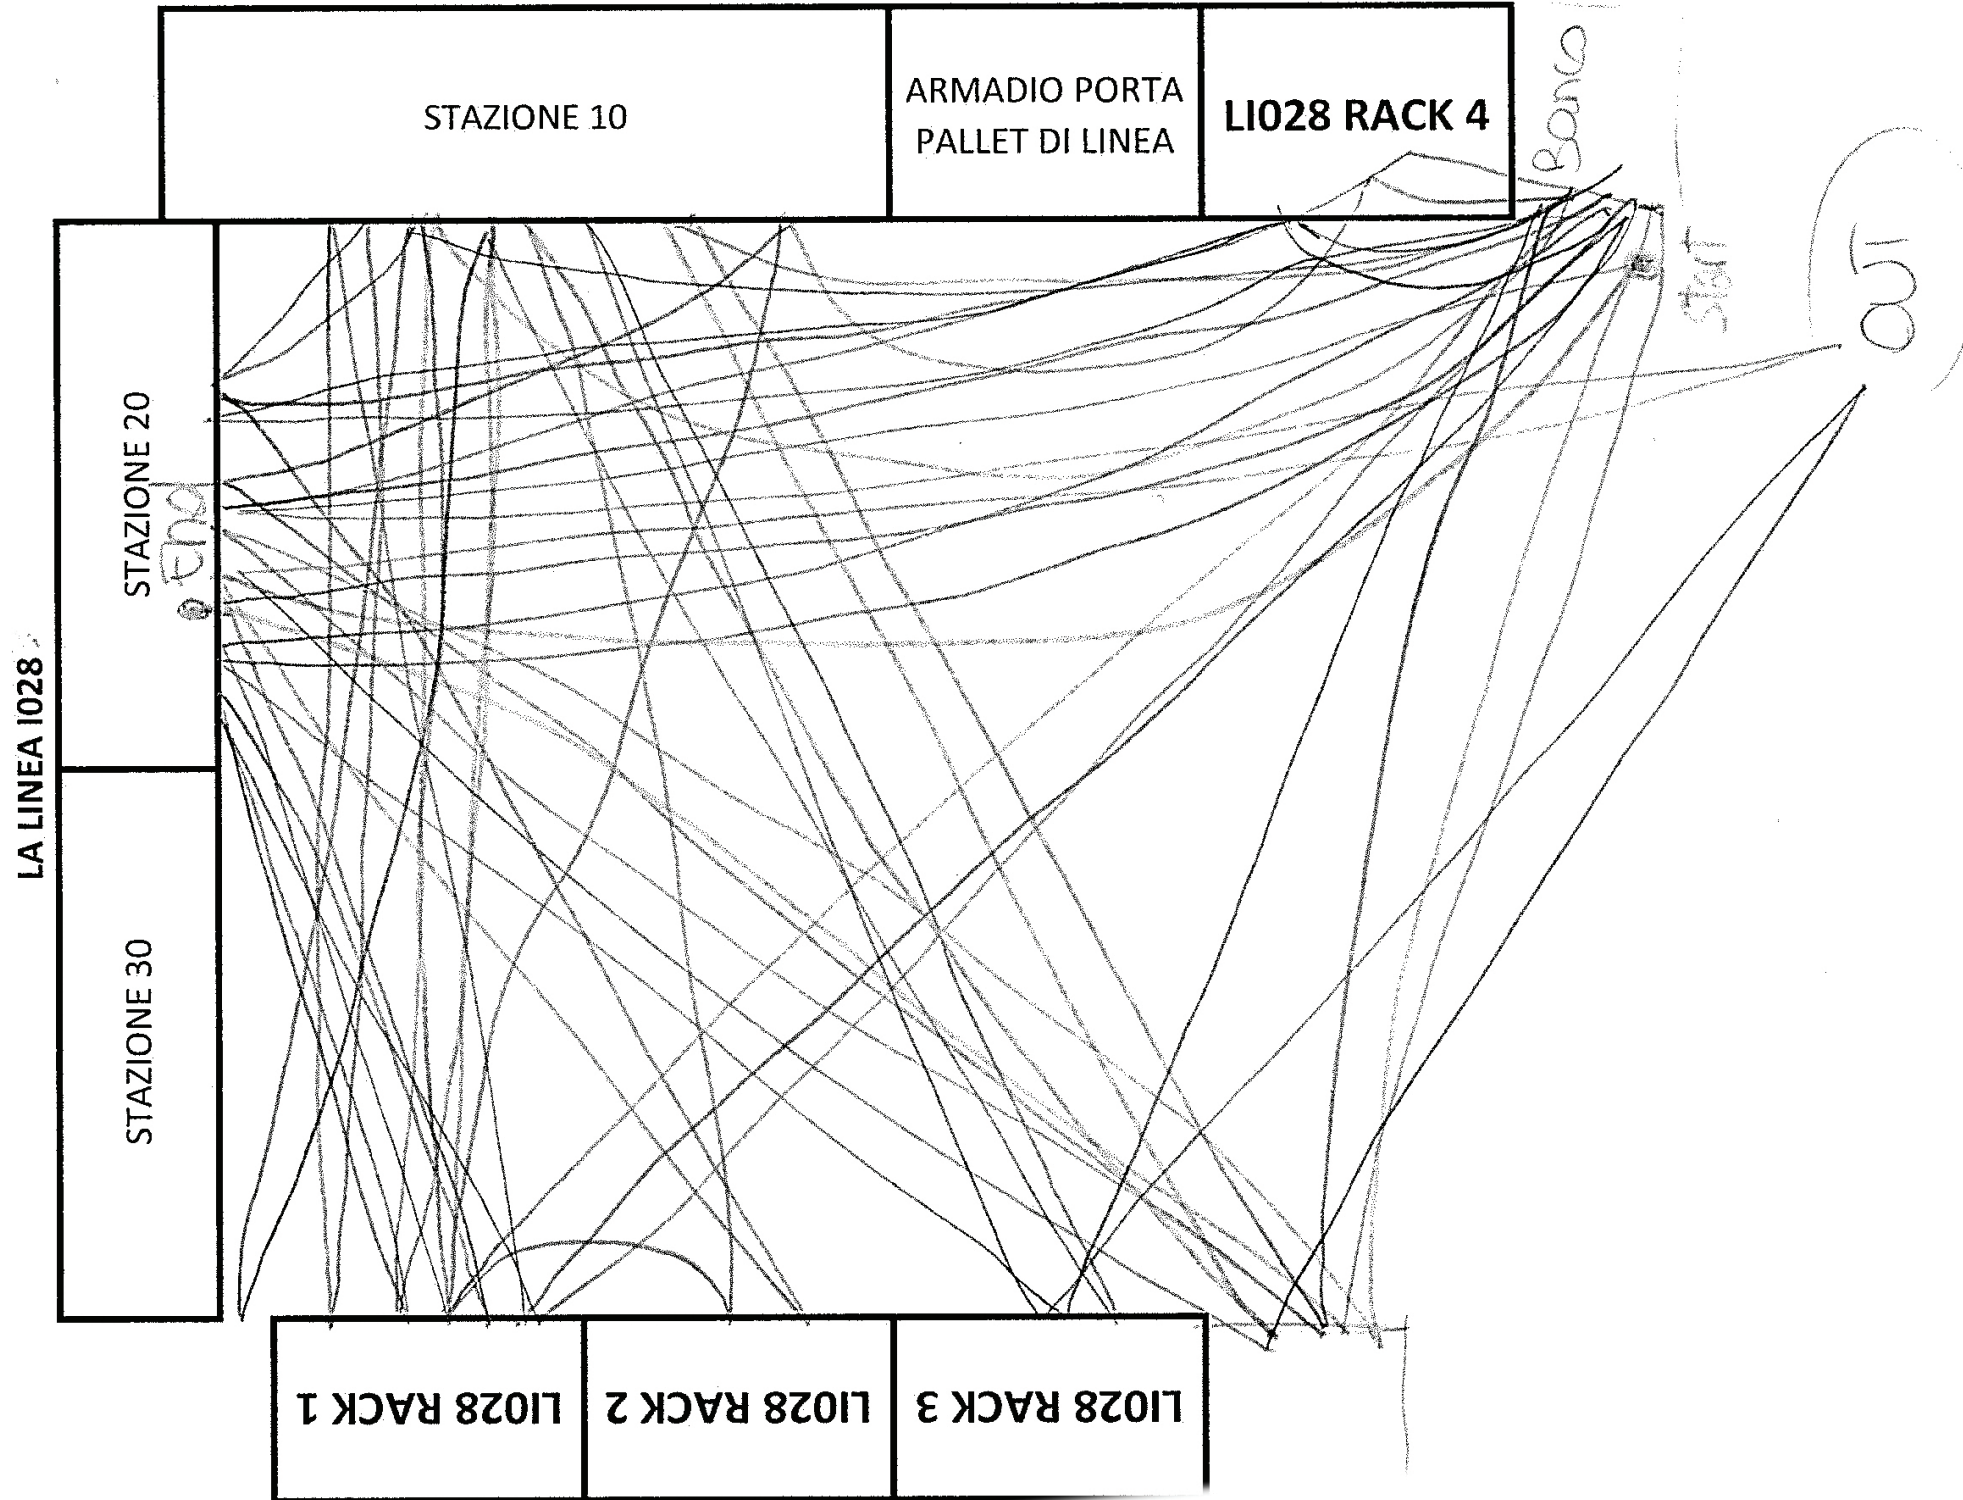 STAZIONE 10
ARMADIO PORTA
PALLET DI LINEA
LI028 RACK 4
Banco
Start
OUT
STAZIONE 20
End
LA LINEA I028
STAZIONE 30
LI028 RACK 1
LI028 RACK 2
LI028 RACK 3